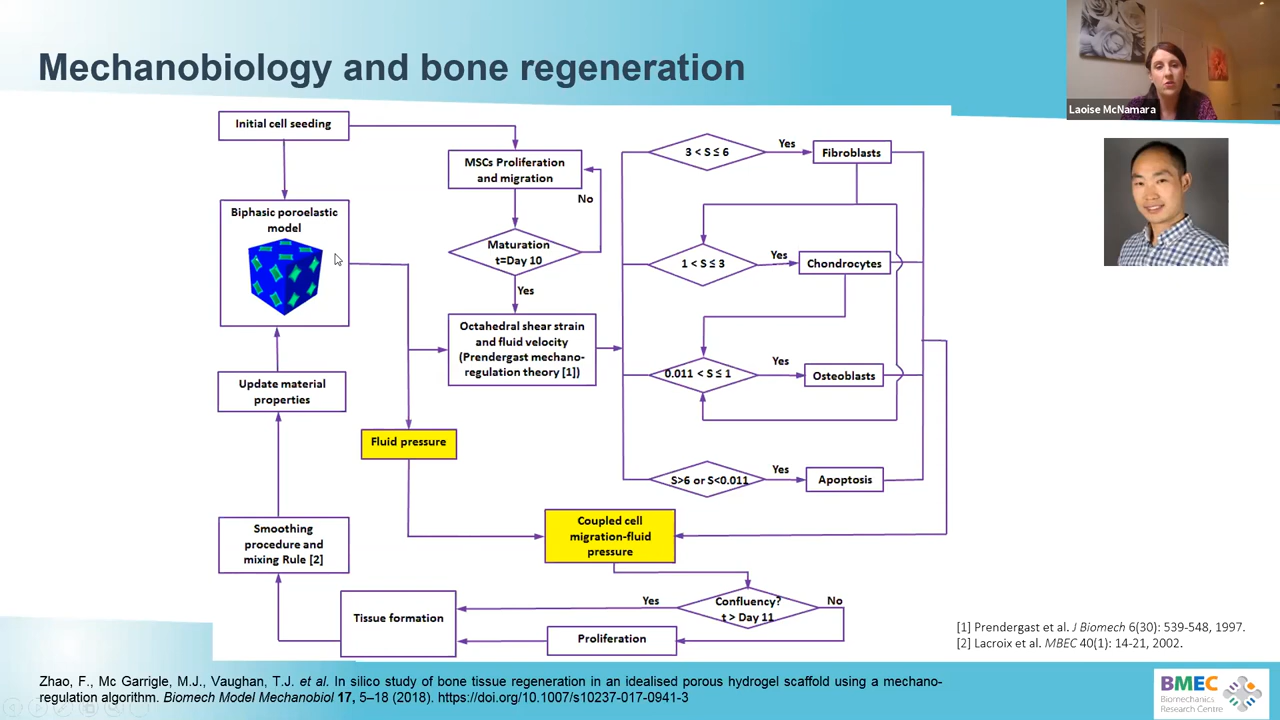 Mechanobiology and bone regeneration
Laoise McNamara
Initial cell seeding
MSCs Proliferation
and migration
No
Biphasic poroelastic
model
Maturation
t=Day 10
Yes
Octahedral shear strain
and fluid velocity
(Prendergast mechano-
regulation theory [1])
3 < S ≤ 6
Yes
Fibroblasts
1 < S ≤ 3
Yes
Chondrocytes
0.011 < S ≤ 1
Yes
Osteoblasts
S>6 or S<0.011
Yes
Apoptosis
Update material
properties
Fluid pressure
Smoothing
procedure and
mixing Rule [2]
Coupled cell
migration-fluid
pressure
Confluency?
t > Day 11
Yes
No
Tissue formation
Proliferation
[1] Prendergast et al. J Biomech 6(30): 539-548, 1997.
[2] Lacroix et al. MBEC 40(1): 14-21, 2002.
Zhao, F., Mc Garrigle, M.J., Vaughan, T.J. et al. In silico study of bone tissue regeneration in an idealised porous hydrogel scaffold using a mechano-
regulation algorithm. Biomech Model Mechanobiol 17, 5–18 (2018). https://doi.org/10.1007/s10237-017-0941-3
BMEC
Biomechanics
Research Centre